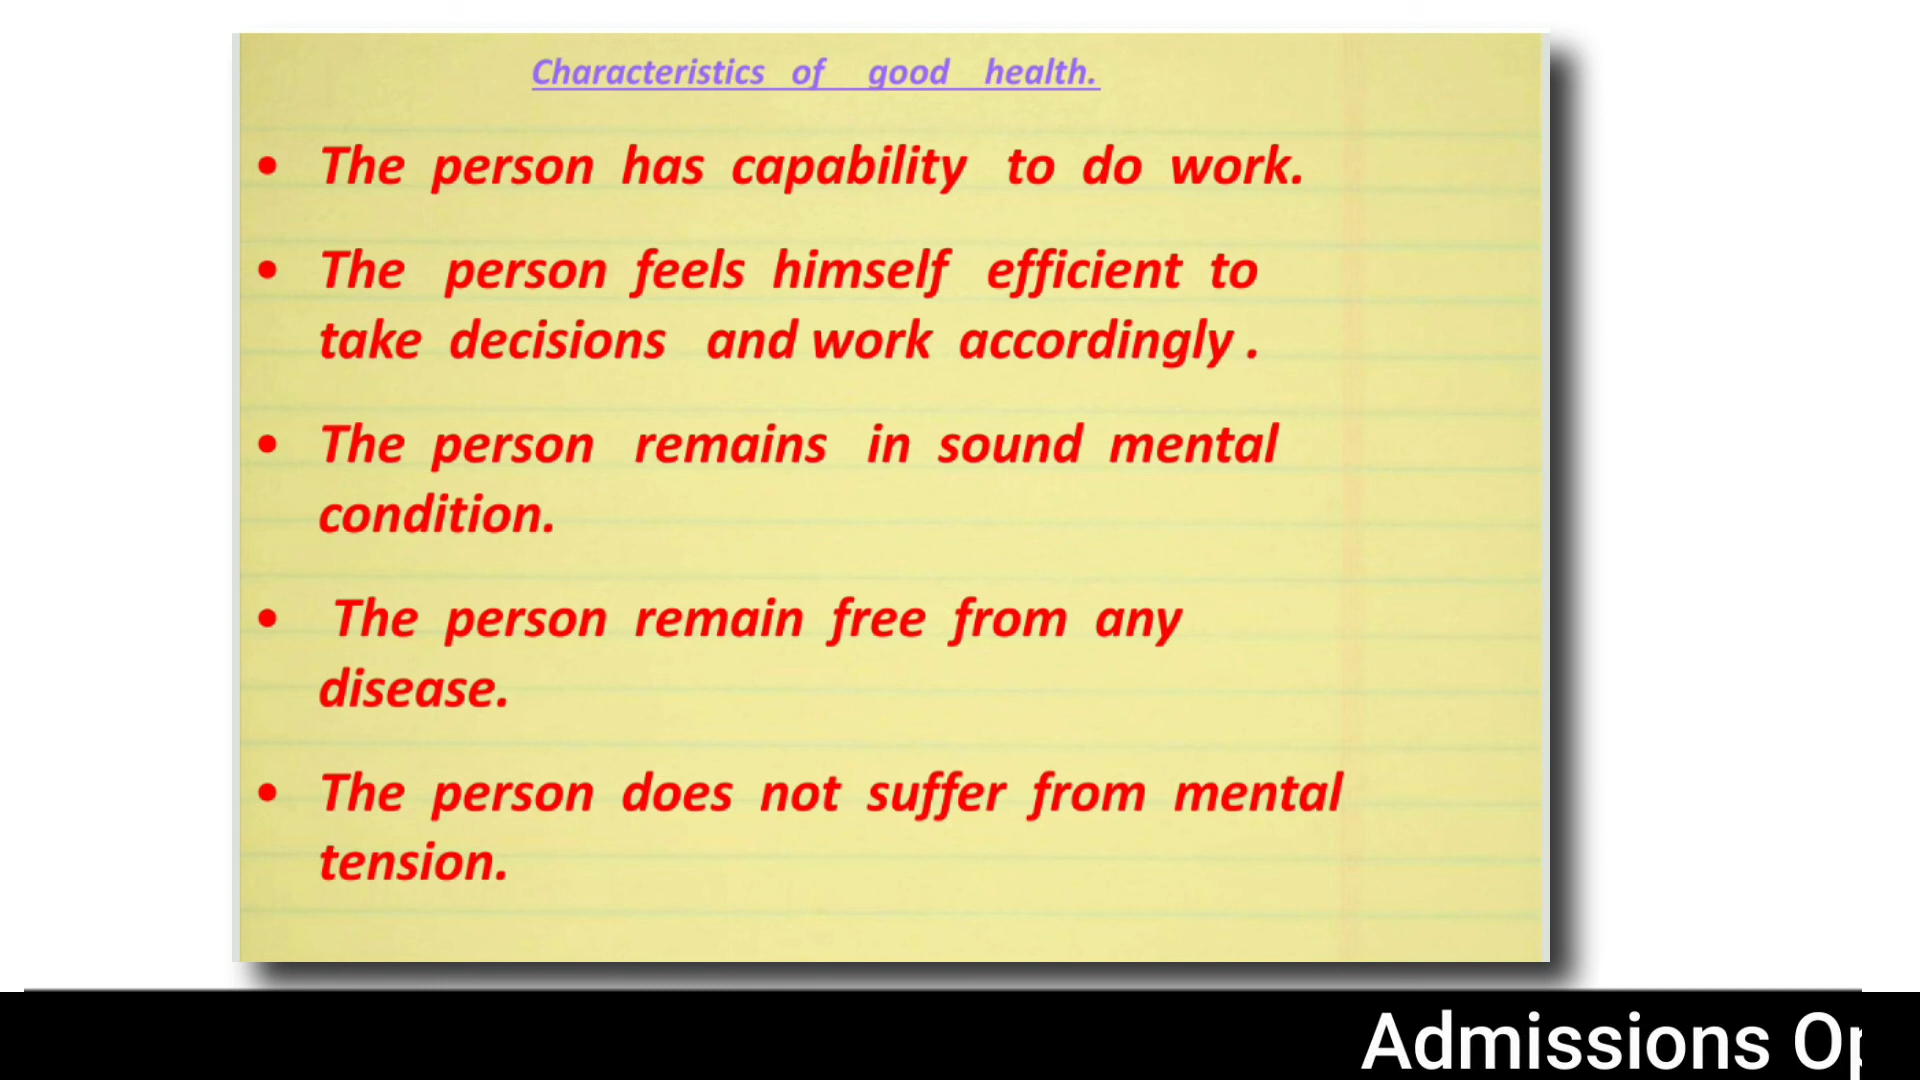 Characteristics of good health.
• The person has capability to do work.
• The person feels himself efficient to
take decisions and work accordingly .
• The person remains in sound mental
condition.
• The person remain free from any
disease.
• The person does not suffer from mental
tension.
Admissions